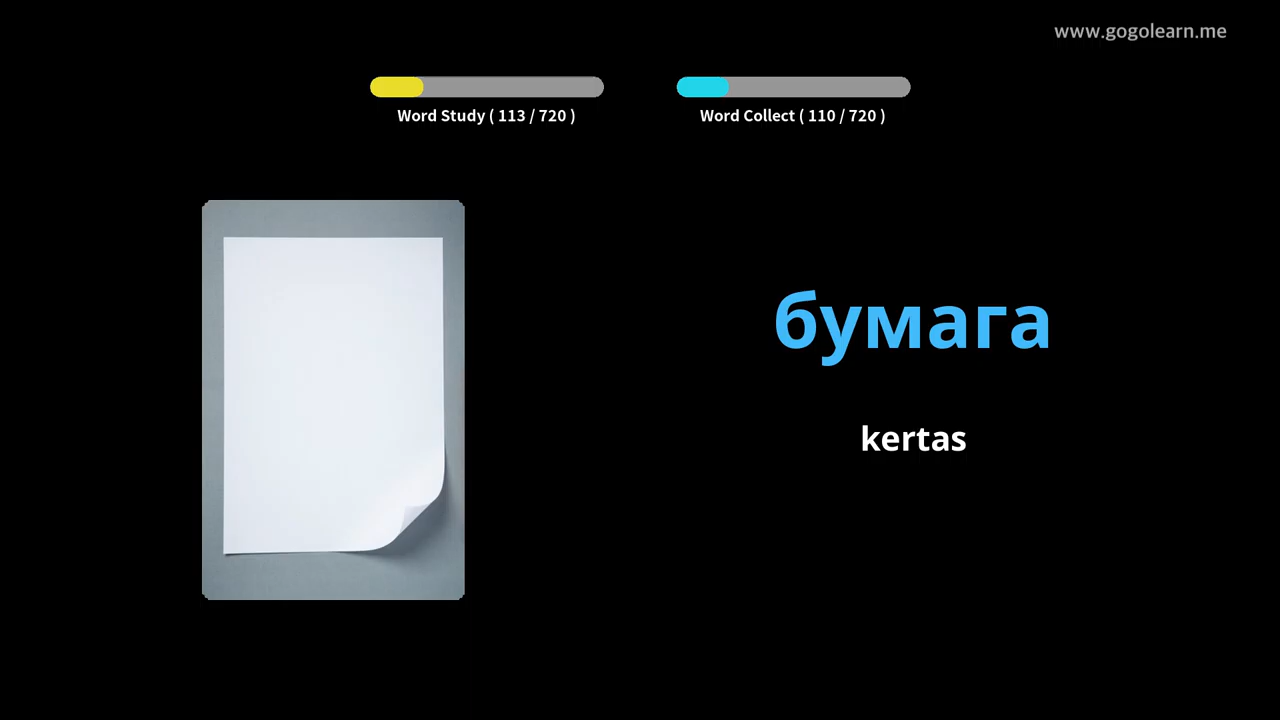 www.gogolearn.me
Word Study ( 113 / 720 )
Word Collect ( 110 / 720 )
бумага
kertas